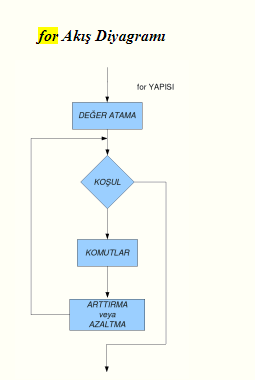 for Akış Diyagramı
for YAPISI
DEĞER ATAMA
KOŞUL
KOMUTLAR
ARTTIRMA
veya
AZALTMA